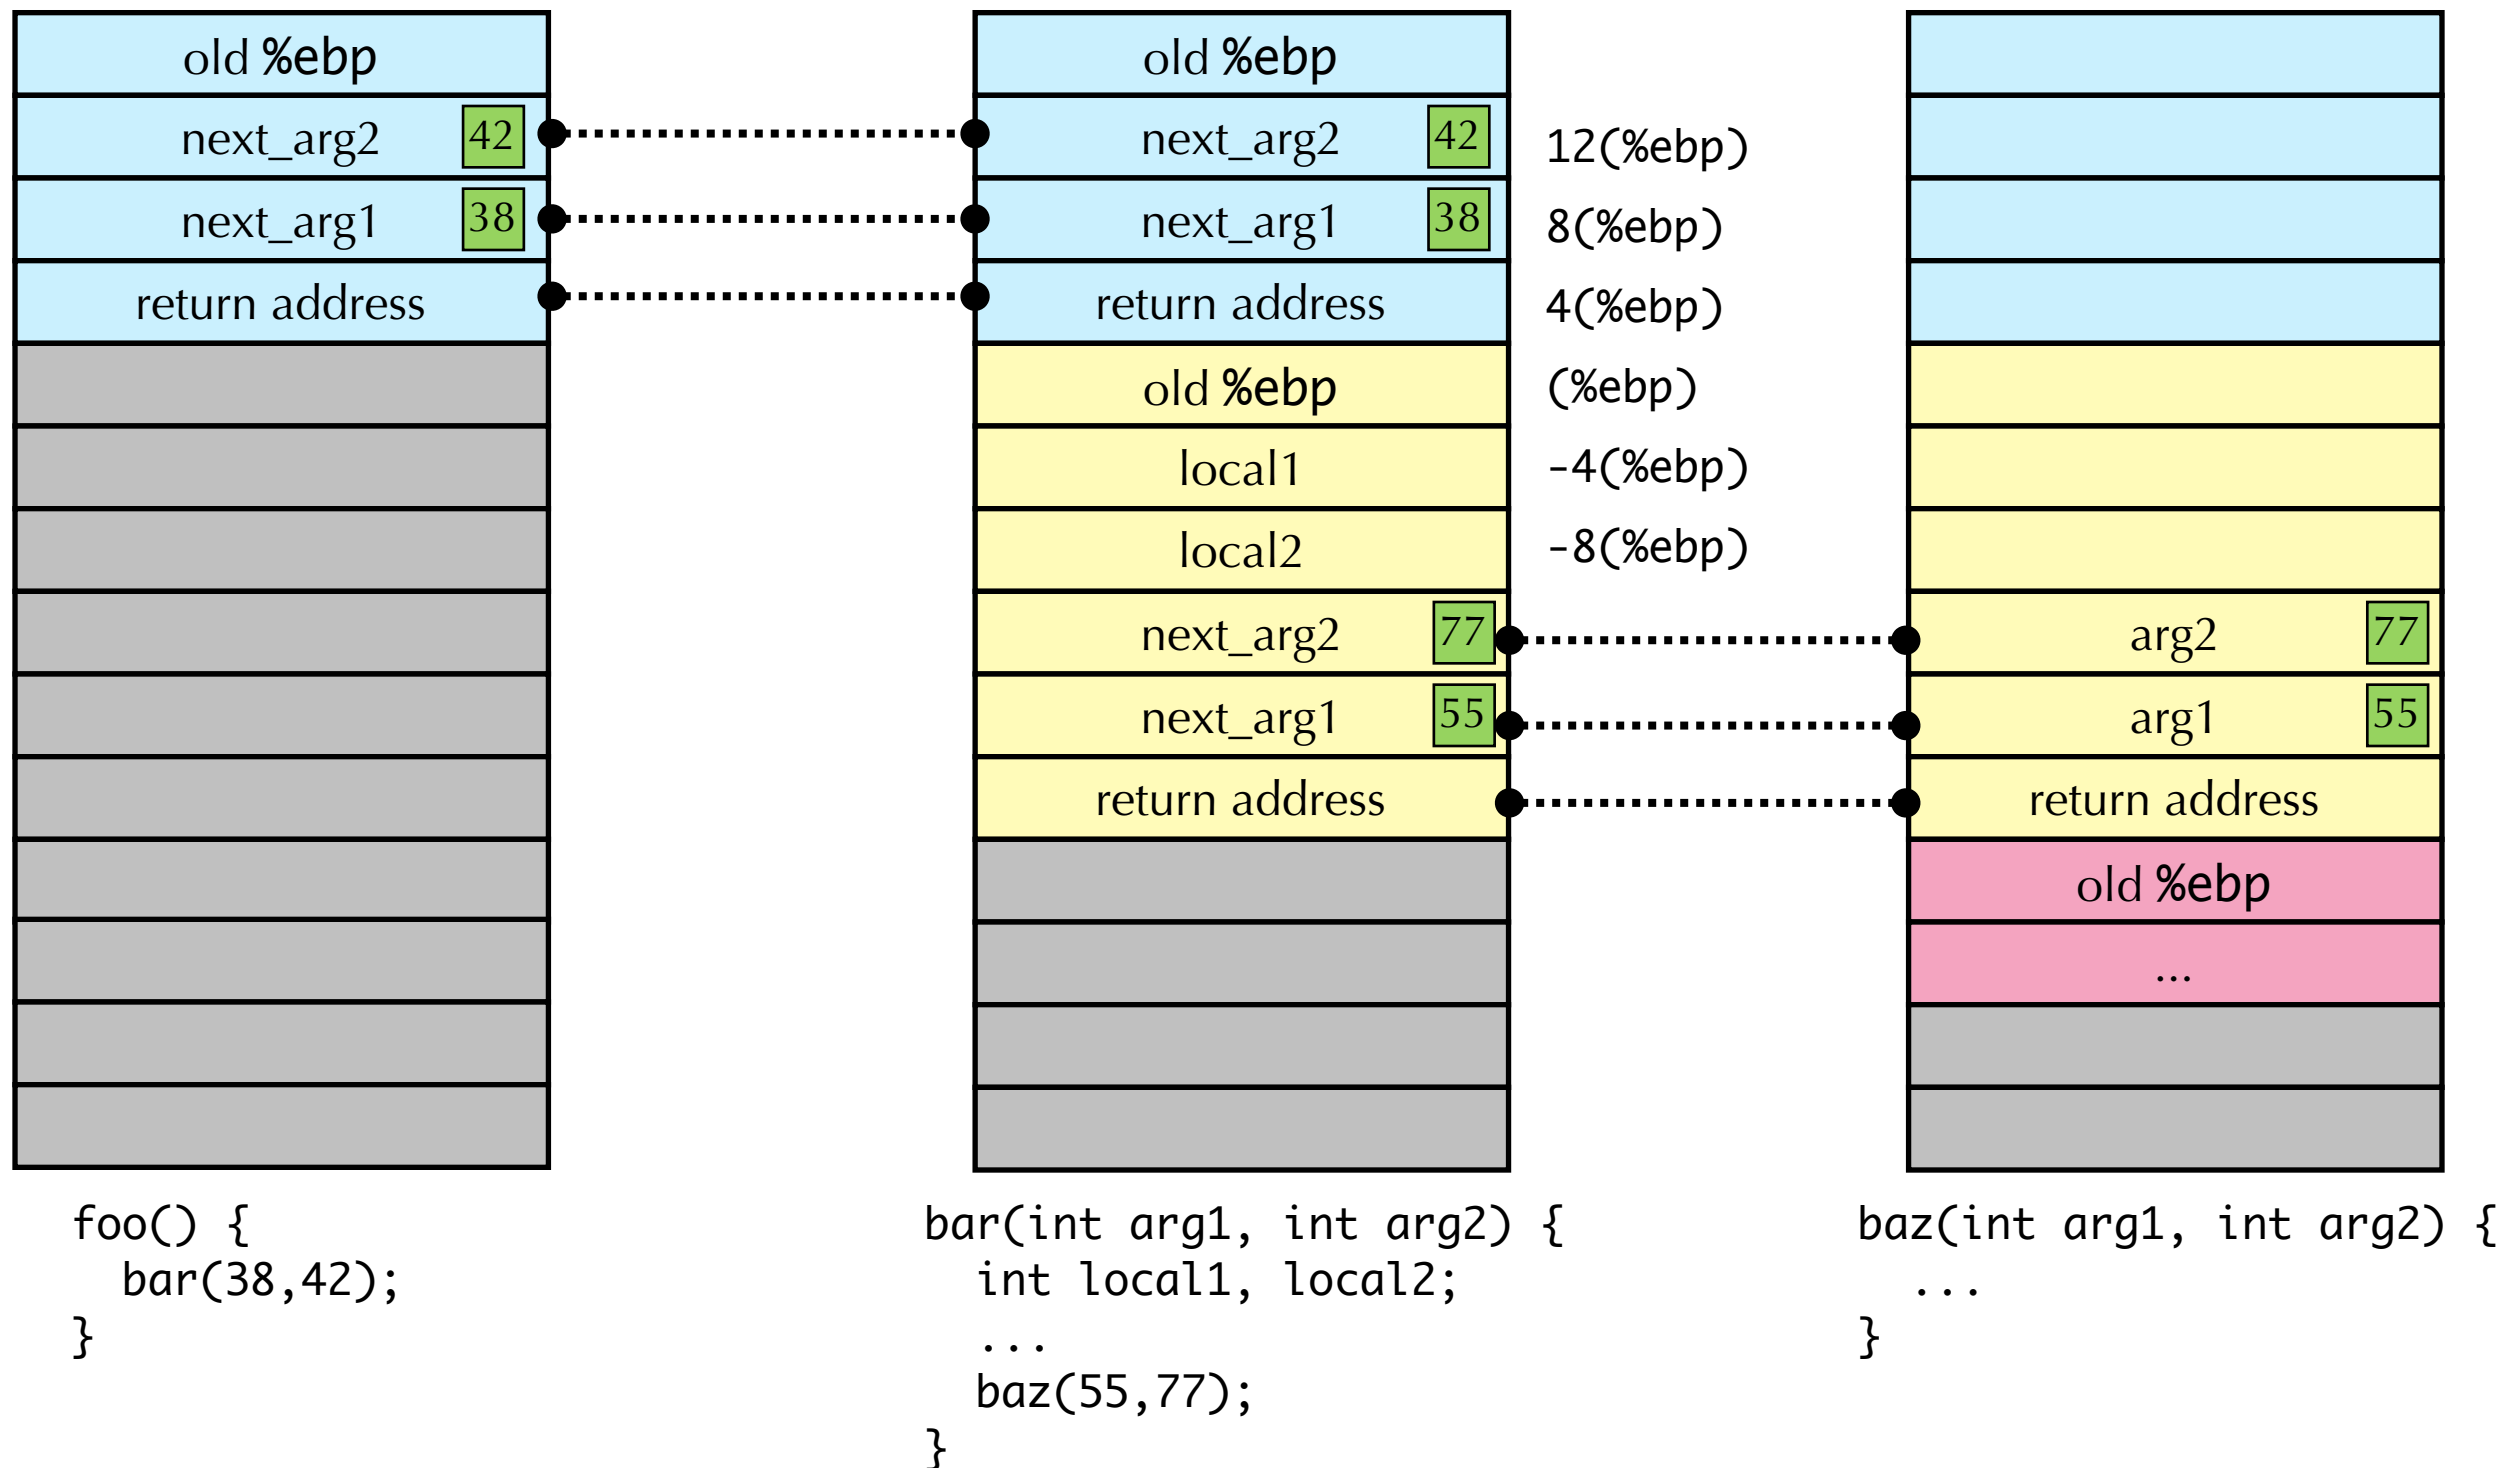 old %ebp
next_arg2 42
next_arg1 38
return address
foo() {
bar(38,42);
}
old %ebp
next_arg2 42 12(%ebp)
next_arg1 38 8(%ebp)
return address 4(%ebp)
old %ebp (%ebp)
local1 -4(%ebp)
local2 -8(%ebp)
next_arg2 77
next_arg1 55
return address
bar(int arg1, int arg2) {
int local1, local2;
...
baz(55,77);
}
arg2 77
arg1 55
return address
old %ebp
...
baz(int arg1, int arg2) {
...
}